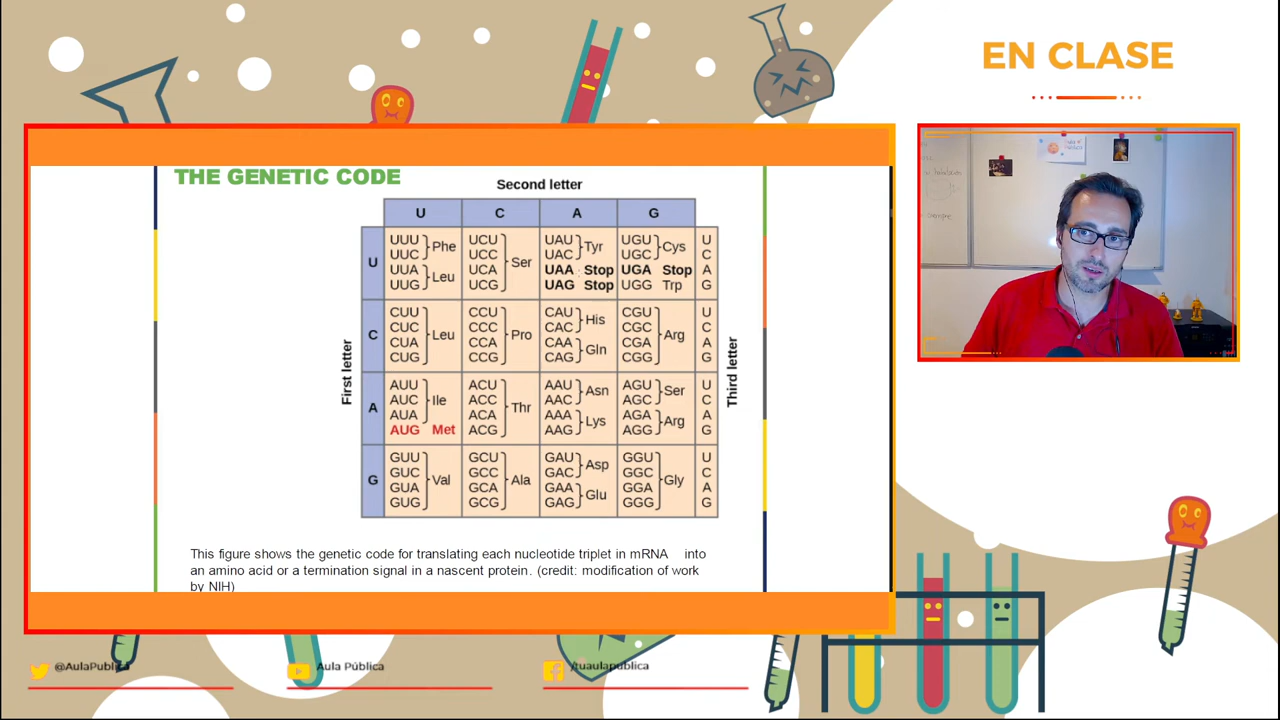 EN CLASE
THE GENETIC CODE
Second letter
U C A G
First letter
U
UUU
UUC
Phe
UUA
UUG
Leu
UCU
UCC
UCA
UCG
Ser
UAU
UAC
Tyr
UAA Stop
UAG Stop
UGU
UGC
Cys
UGA Stop
UGG Trp
U
C
A
G
C
CUU
CUC
CUA
CUG
Leu
CCU
CCC
CCA
CCG
Pro
CAU
CAC
His
CAA
CAG
Gln
CGU
CGC
CGA
CGG
Arg
U
C
A
G
A
AUU
AUC
AUA
Ile
AUG Met
ACU
ACC
ACA
ACG
Thr
AAU
AAC
Asn
AAA
AAG
Lys
AGU
AGC
Ser
AGA
AGG
Arg
U
C
A
G
G
GUU
GUC
GUA
GUG
Val
GCU
GCC
GCA
GCG
Ala
GAU
GAC
Asp
GAA
GAG
Glu
GGU
GGC
GGA
GGG
Gly
U
C
A
G
Third letter
This figure shows the genetic code for translating each nucleotide triplet in mRNA into
an amino acid or a termination signal in a nascent protein. (credit: modification of work
by NIH)
@AulaPublica
Aula Pública
/tuaulapublica